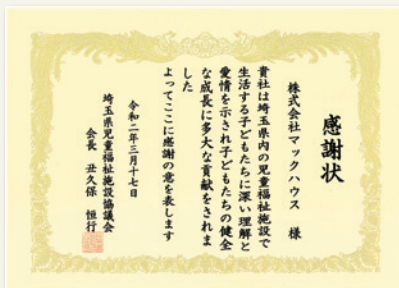 感謝状
株式会社マックハウス 様
貴社は埼玉県内の児童福祉施設で
生活する子どもたちに深い理解と
愛情を示され子どもたちの健全
な成長に多大な貢献をされま
した
よってここに感謝の意を表します
令和二年三月十七日
埼玉県児童福祉施設協議会
会長 丑久保 恒行